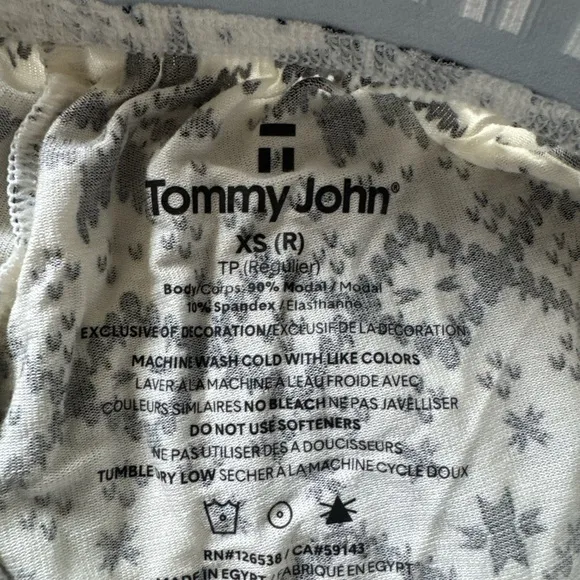 Tommy John®
XS (R)
TP (Régulier)
Body/Corps: 90% Modal / Modal
10% Spandex / Élasthanne
EXCLUSIVE OF DECORATION/EXCLUSIF DE LA DÉCORATION
MACHINE WASH COLD WITH LIKE COLORS
LAVER À LA MACHINE À L'EAU FROIDE AVEC
COULEURS SIMILAIRES NO BLEACH NE PAS JAVELLISER
DO NOT USE SOFTENERS
NE PAS UTILISER DES ADOUCISSEURS
TUMBLE DRY LOW SECHER A LA MACHINE CYCLE DOUX
RN#126538 / CA#59143
MADE IN EGYPT / FABRIQUÉ EN EGYPT